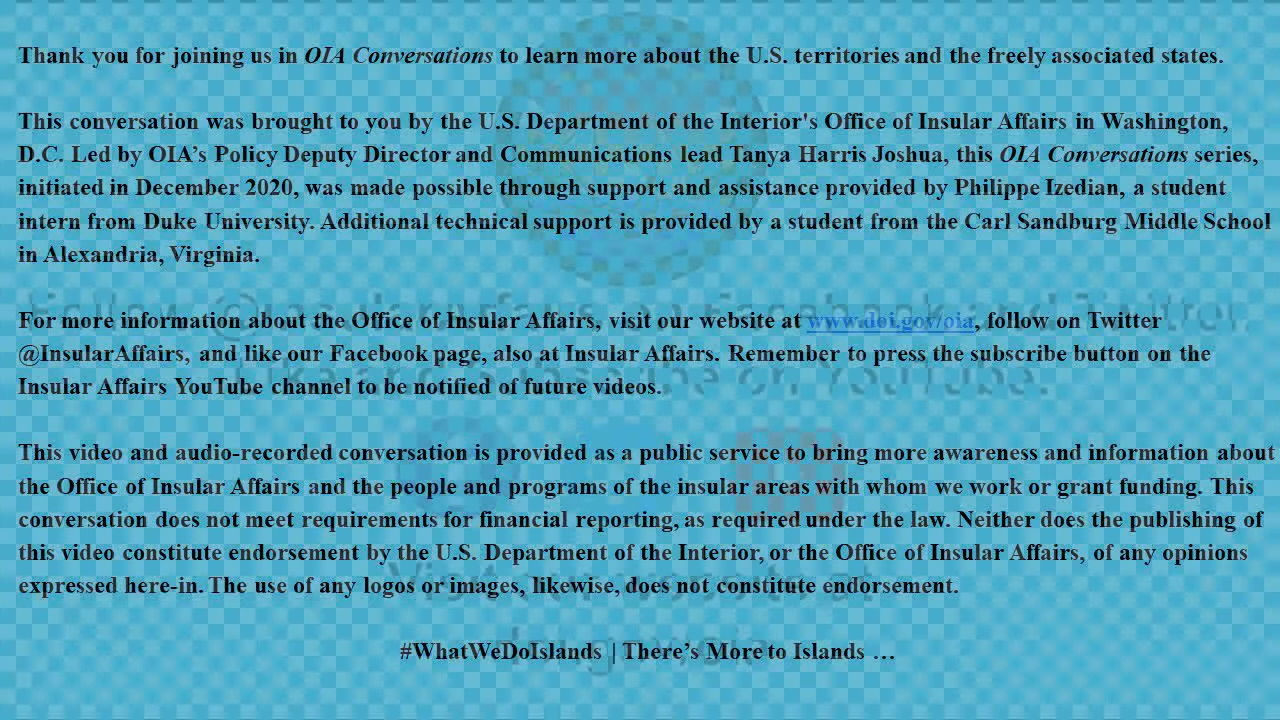 Thank you for joining us in OIA Conversations to learn more about the U.S. territories and the freely associated states.
This conversation was brought to you by the U.S. Department of the Interior's Office of Insular Affairs in Washington,
D.C. Led by OIA’s Policy Deputy Director and Communications lead Tanya Harris Joshua, this OIA Conversations series,
initiated in December 2020, was made possible through support and assistance provided by Philippe Izedian, a student
intern from Duke University. Additional technical support is provided by a student from the Carl Sandburg Middle School
in Alexandria, Virginia.
For more information about the Office of Insular Affairs, visit our website at www.doi.gov/oia, follow on Twitter
@InsularAffairs, and like our Facebook page, also at Insular Affairs. Remember to press the subscribe button on the
Insular Affairs YouTube channel to be notified of future videos.
This video and audio-recorded conversation is provided as a public service to bring more awareness and information about
the Office of Insular Affairs and the people and programs of the insular areas with whom we work or grant funding. This
conversation does not meet requirements for financial reporting, as required under the law. Neither does the publishing of
this video constitute endorsement by the U.S. Department of the Interior, or the Office of Insular Affairs, of any opinions
expressed here-in. The use of any logos or images, likewise, does not constitute endorsement.
#WhatWeDoIslands | There’s More to Islands …